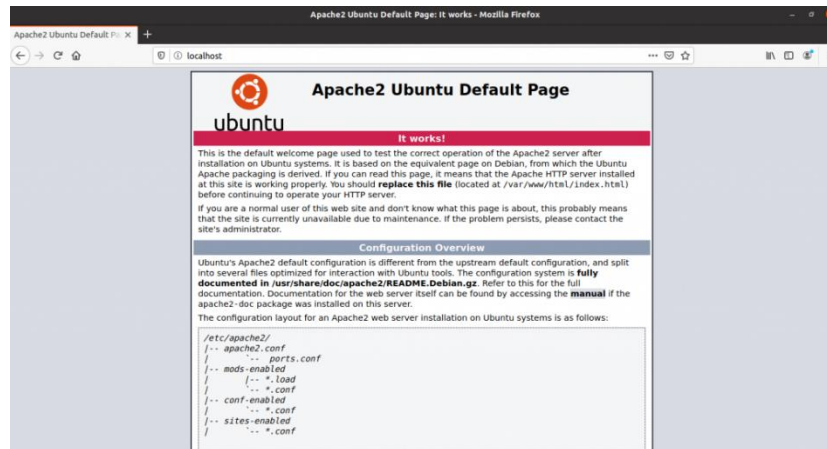 Apache2 Ubuntu Default Page: It works - Mozilla Firefox
Apache2 Ubuntu Default Pa
localhost
ubuntu
Apache2 Ubuntu Default Page
It works!
This is the default welcome page used to test the correct operation of the Apache2 server after
installation on Ubuntu systems. It is based on the equivalent page on Debian, from which the Ubuntu
Apache packaging is derived. If you can read this page, it means that the Apache HTTP server installed
at this site is working properly. You should replace this file (located at /var/www/html/index.html)
before continuing to operate your HTTP server.
If you are a normal user of this web site and don't know what this page is about, this probably means
that the site is currently unavailable due to maintenance. If the problem persists, please contact the
site's administrator.
Configuration Overview
Ubuntu's Apache2 default configuration is different from the upstream default configuration, and split
into several files optimized for interaction with Ubuntu tools. The configuration system is fully
documented in /usr/share/doc/apache2/README.Debian.gz. Refer to this for the full
documentation. Documentation for the web server itself can be found by accessing the manual if the
apache2-doc package was installed on this server.
The configuration layout for an Apache2 web server installation on Ubuntu systems is as follows:
/etc/apache2/
|-- apache2.conf
|       `--  ports.conf
|-- mods-enabled
|       |-- *.load
|       `-- *.conf
|-- conf-enabled
|       `-- *.conf
|-- sites-enabled
|       `-- *.conf